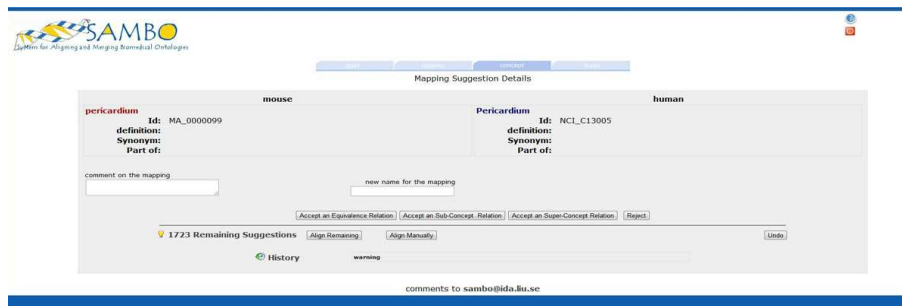 SAMBO
System for Aligning and Merging Biomedical Ontologies
CONCEPT
Mapping Suggestion Details
mouse human
pericardium Pericardium
Id: MA_0000099 Id: NCI_C13005
definition: definition:
Synonym: Synonym:
Part of: Part of:
comment on the mapping
new name for the mapping
Accept an Equivalence Relation Accept an Sub-Concept Relation Accept an Super-Concept Relation Reject
1723 Remaining Suggestions Align Remaining Align Manually Undo
History warning
comments to sambo@ida.liu.se